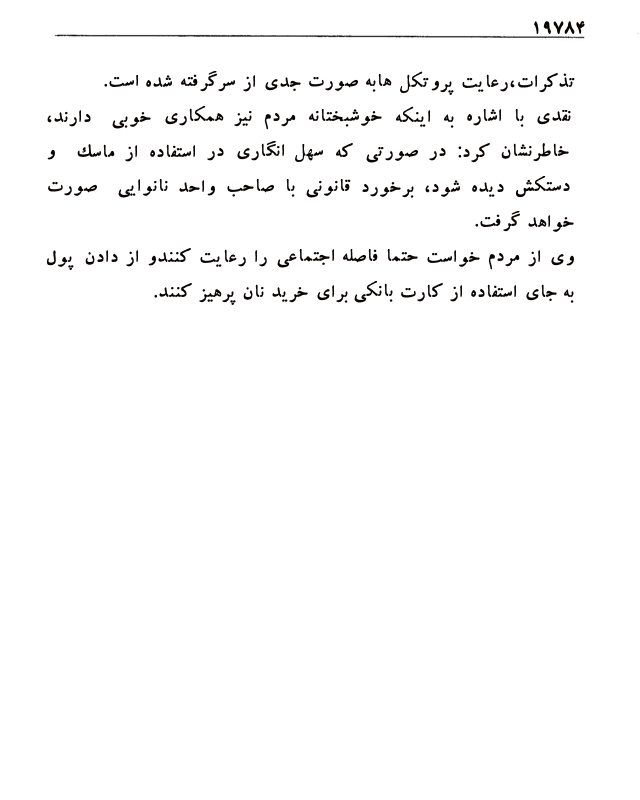 ۱۹۷۸۴
تذکرات،رعایت پروتکل هابه صورت جدی از سرگرفته شده است.
نقدی با اشاره به اینکه خوشبختانه مردم نیز همکاری خوبی دارند،
خاطرنشان کرد: در صورتی که سهل انگاری در استفاده از ماسك و
دستکش دیده شود، برخورد قانونی با صاحب واحد نانوایی صورت
خواهد گرفت.
وی از مردم خواست حتما فاصله اجتماعی را رعایت کنندو از دادن پول
به جای استفاده از کارت بانکی برای خرید نان پرهیز کنند.